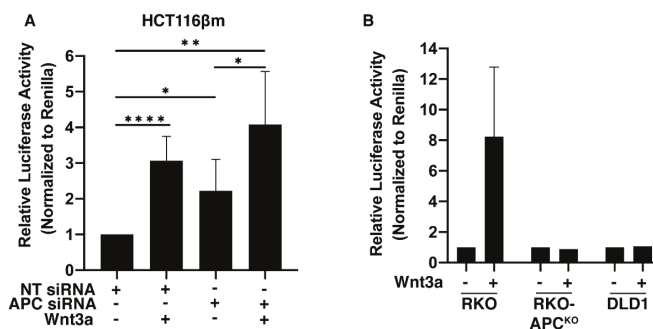 A
HCT116βm
Relative Luciferase Activity
(Normalized to Renilla)
6
5
4
3
2
1
0
**
*
*
****
NT siRNA + + - -
APC siRNA - - + +
Wnt3a - + - +
B
Relative Luciferase Activity
(Normalized to Renilla)
14
12
10
8
6
4
2
0
Wnt3a - + - + - +
RKO RKO- DLD1
APCᴷᴼ